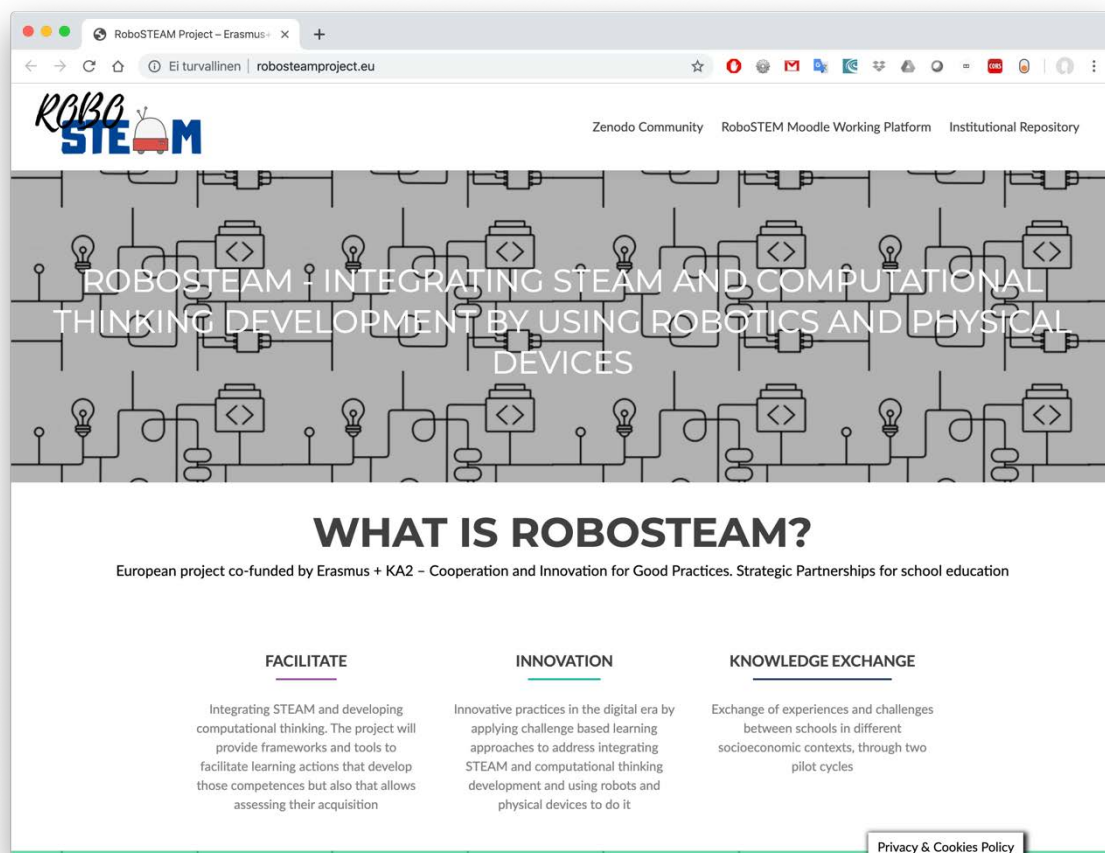 RoboSTEAM Project – Erasmus+
Ei turvallinen | robosteamproject.eu
CORS
ROBO
STEAM
Zenodo Community RoboSTEM Moodle Working Platform Institutional Repository
ROBOSTEAM - INTEGRATING STEAM AND COMPUTATIONAL
THINKING DEVELOPMENT BY USING ROBOTICS AND PHYSICAL
DEVICES
WHAT IS ROBOSTEAM?
European project co-funded by Erasmus + KA2 – Cooperation and Innovation for Good Practices. Strategic Partnerships for school education
FACILITATE
Integrating STEAM and developing
computational thinking. The project will
provide frameworks and tools to
facilitate learning actions that develop
those competences but also that allows
assessing their acquisition
INNOVATION
Innovative practices in the digital era by
applying challenge based learning
approaches to address integrating
STEAM and computational thinking
development and using robots and
physical devices to do it
KNOWLEDGE EXCHANGE
Exchange of experiences and challenges
between schools in different
socioeconomic contexts, through two
pilot cycles
Privacy & Cookies Policy